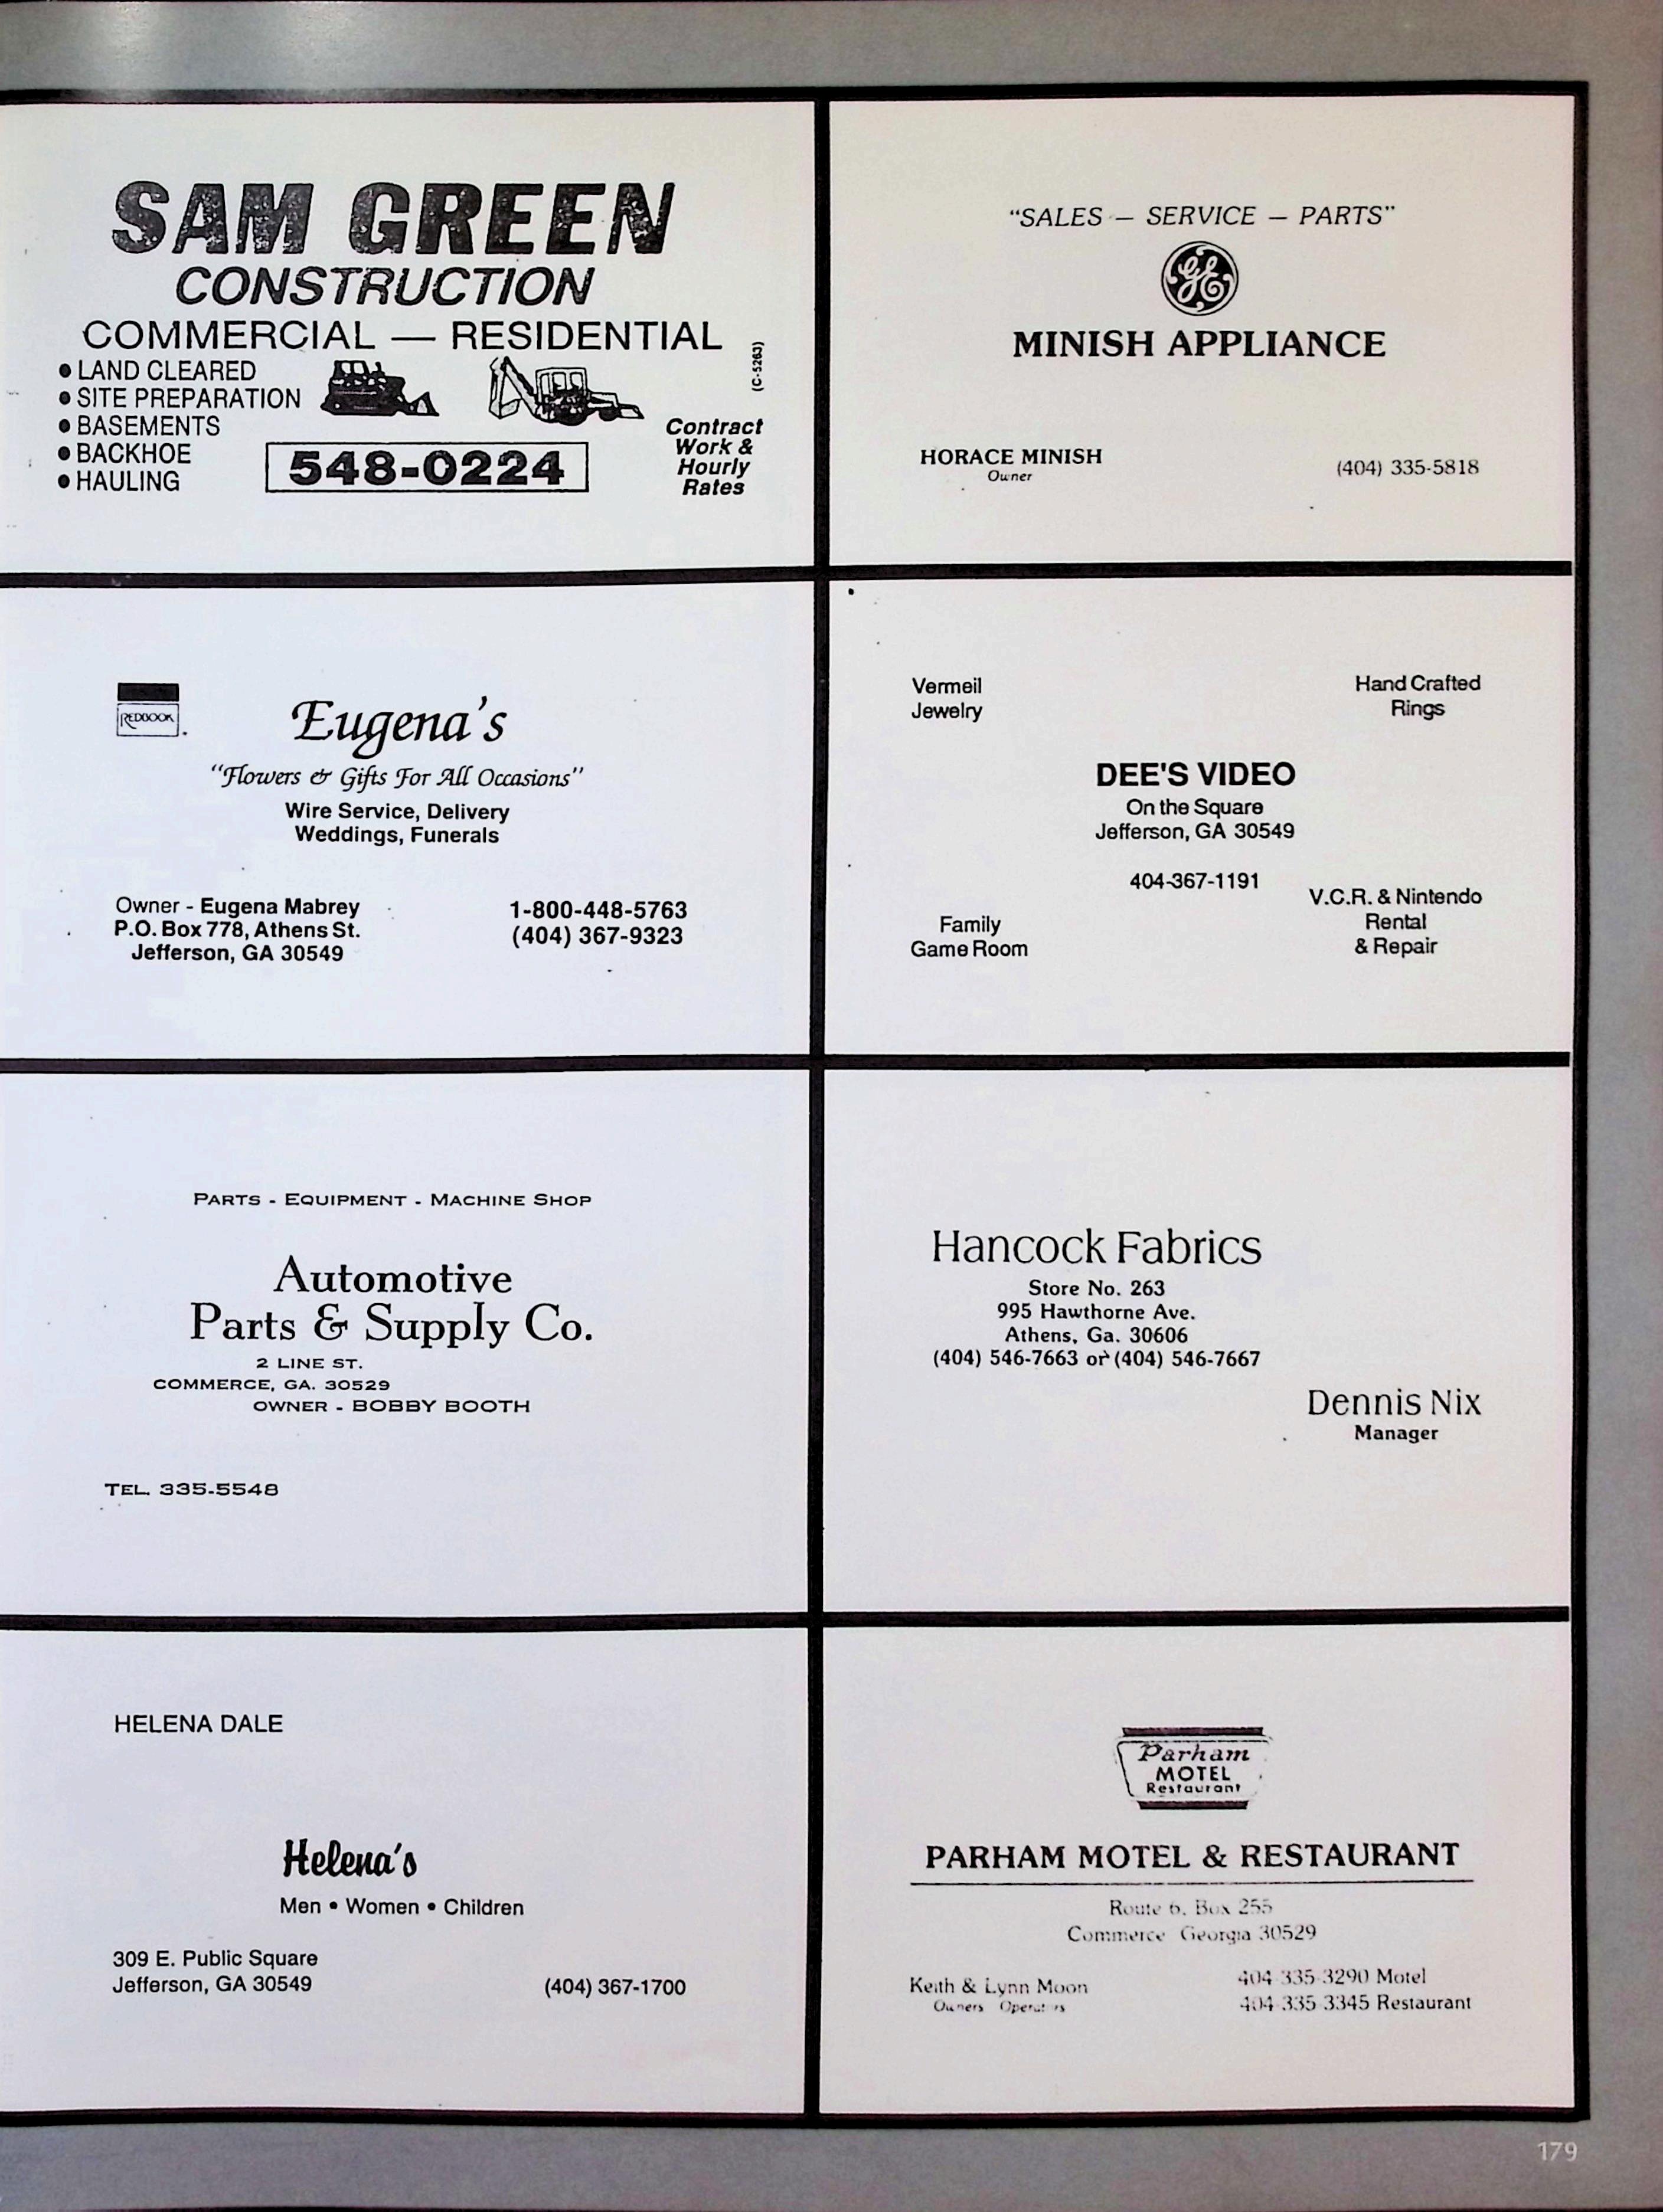 SAM GREEN
CONSTRUCTION
COMMERCIAL — RESIDENTIAL
• LAND CLEARED
• SITE PREPARATION
• BASEMENTS
• BACKHOE
• HAULING
548-0224
Contract
Work &
Hourly
Rates
(C-5263)
"SALES — SERVICE — PARTS"
GE
MINISH APPLIANCE
HORACE MINISH
Owner
(404) 335-5818
REDBOOK
Eugena's
"Flowers & Gifts For All Occasions"
Wire Service, Delivery
Weddings, Funerals
Owner - Eugena Mabrey
P.O. Box 778, Athens St.
Jefferson, GA 30549
1-800-448-5763
(404) 367-9323
Vermeil
Jewelry
Hand Crafted
Rings
DEE'S VIDEO
On the Square
Jefferson, GA 30549
404-367-1191
Family
Game Room
V.C.R. & Nintendo
Rental
& Repair
PARTS - EQUIPMENT - MACHINE SHOP
Automotive
Parts & Supply Co.
2 LINE ST.
COMMERCE, GA. 30529
OWNER - BOBBY BOOTH
TEL. 335-5548
Hancock Fabrics
Store No. 263
995 Hawthorne Ave.
Athens, Ga. 30606
(404) 546-7663 or (404) 546-7667
Dennis Nix
Manager
HELENA DALE
Helena's
Men • Women • Children
309 E. Public Square
Jefferson, GA 30549
(404) 367-1700
Parham
MOTEL
Restaurant
PARHAM MOTEL & RESTAURANT
Route 6, Box 255
Commerce Georgia 30529
Keith & Lynn Moon
Owners Operators
404-335-3290 Motel
404-335-3345 Restaurant
179